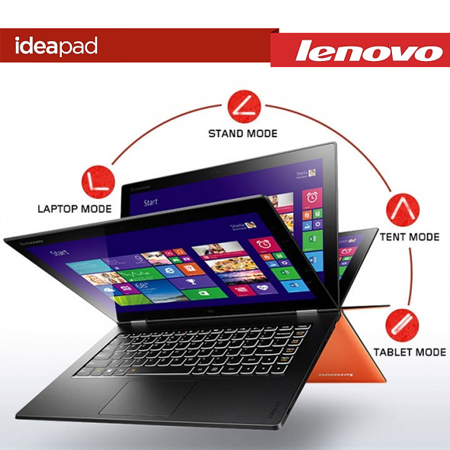 ideapad
lenovo
STAND MODE
LAPTOP MODE
TENT MODE
TABLET MODE
Start
Start